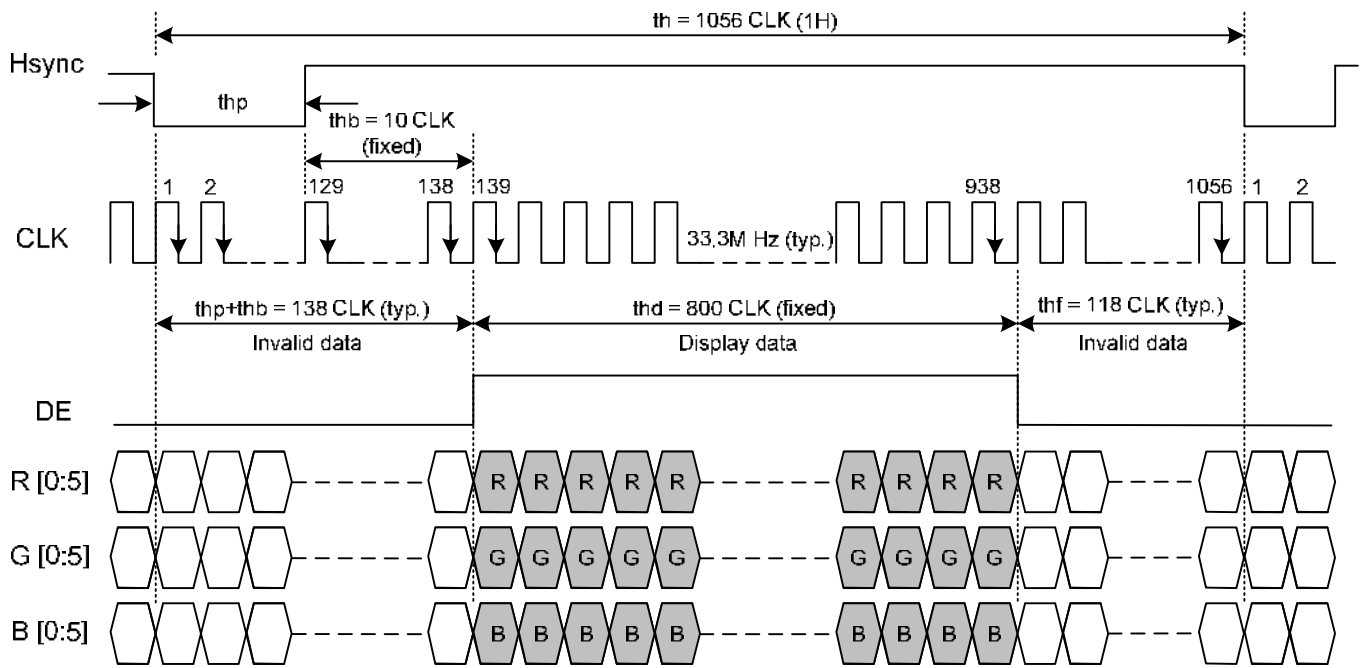 th = 1056 CLK (1H)
Hsync
thp
thb = 10 CLK
(fixed)
1 2 129 138 139 938 1056 1 2
CLK
33.3M Hz (typ.)
thp+thb = 138 CLK (typ.) thd = 800 CLK (fixed) thf = 118 CLK (typ.)
Invalid data Display data Invalid data
DE
R [0:5] R R R R R R R R R
G [0:5] G G G G G G G G G
B [0:5] B B B B B B B B B